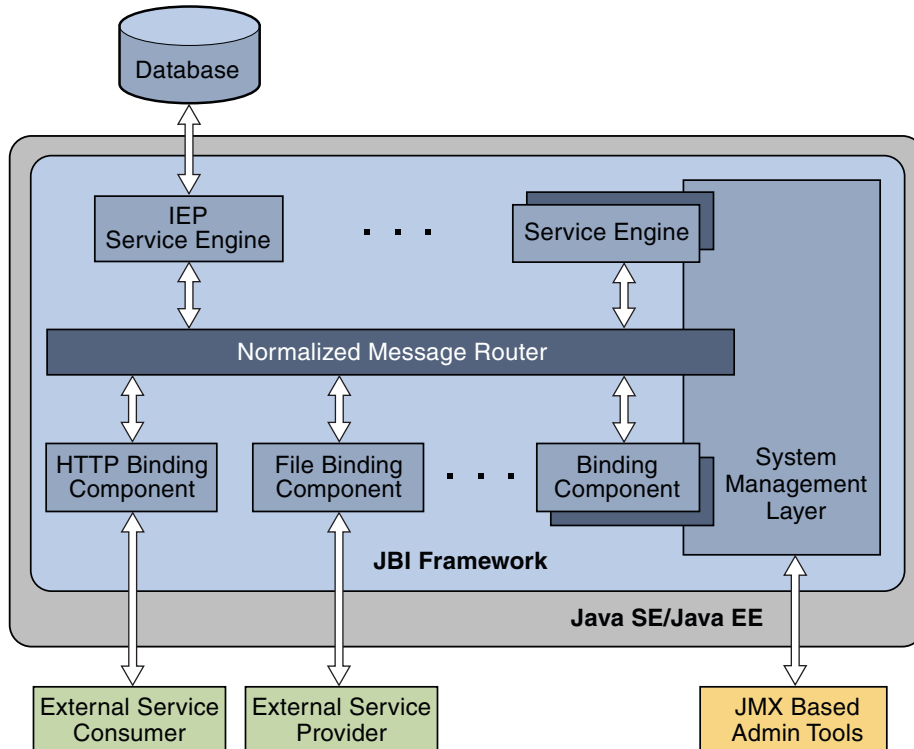 Database
IEP
Service Engine
. . .
Service Engine
Normalized Message Router
HTTP Binding
Component
File Binding
Component
. . .
Binding
Component
System
Management
Layer
JBI Framework
Java SE/Java EE
External Service
Consumer
External Service
Provider
JMX Based
Admin Tools